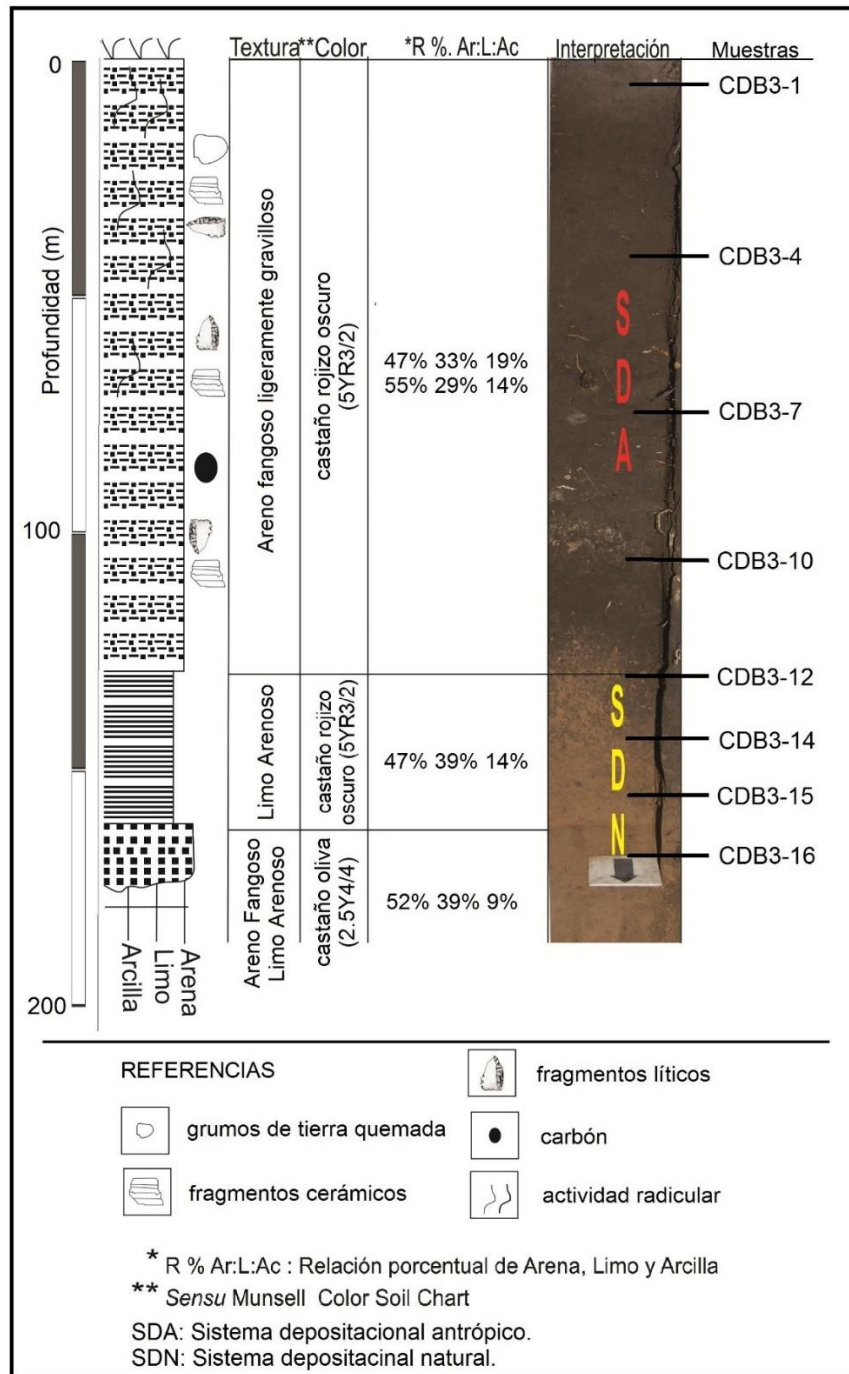 Textura **Color *R %. Ar:L:Ac Interpretación Muestras
0
100
200
Profundidad (m)
Arcilla
Limo
Arena
Areno fangoso ligeramente gravilloso
castaño rojizo oscuro
(5YR3/2)
47% 33% 19%
55% 29% 14%
Limo Arenoso
castaño rojizo
oscuro (5YR3/2)
47% 39% 14%
Areno Fangoso
Limo Arenoso
castaño oliva
(2.5Y4/4)
52% 39% 9%
S
D
A
S
D
N
CDB3-1
CDB3-4
CDB3-7
CDB3-10
CDB3-12
CDB3-14
CDB3-15
CDB3-16
REFERENCIAS
grumos de tierra quemada
fragmentos cerámicos
fragmentos líticos
carbón
actividad radicular
* R % Ar:L:Ac : Relación porcentual de Arena, Limo y Arcilla
** Sensu Munsell Color Soil Chart
SDA: Sistema depositacional antrópico.
SDN: Sistema depositacinal natural.